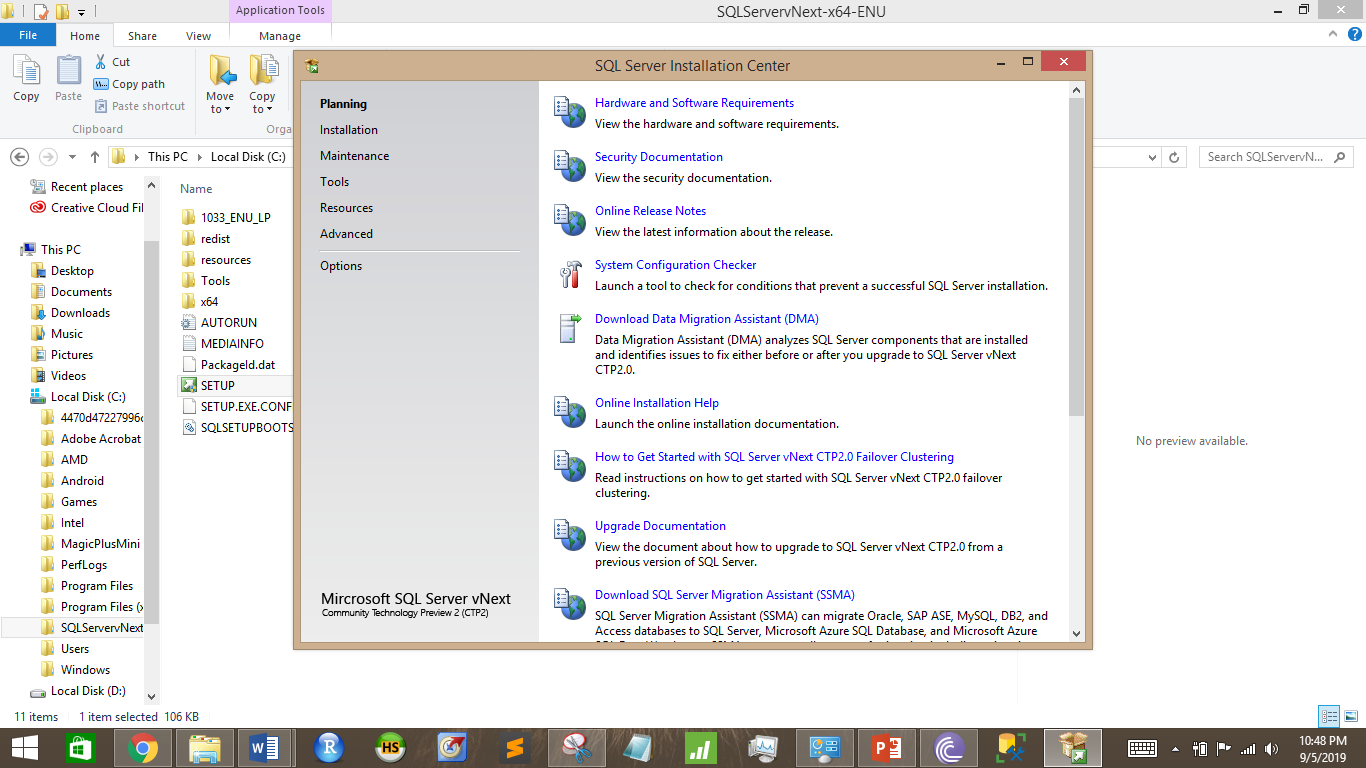 Application Tools
SQLServervNext-x64-ENU
File
Home
Share
View
Manage
Copy
Paste
Cut
Copy path
Paste shortcut
Move
to
Copy
to
Clipboard
Orga
This PC
Local Disk (C:)
Search SQLServervN...
Recent places
Creative Cloud Fil
This PC
Desktop
Documents
Downloads
Music
Pictures
Videos
Local Disk (C:)
4470d47227996c
Adobe Acrobat
AMD
Android
Games
Intel
MagicPlusMini
PerfLogs
Program Files
Program Files (x
SQLServervNext
Users
Windows
Local Disk (D:)
Name
1033_ENU_LP
redist
resources
Tools
x64
AUTORUN
MEDIAINFO
PackageId.dat
SETUP
SETUP.EXE.CONF
SQLSETUPBOOTS
SQL Server Installation Center
Planning
Installation
Maintenance
Tools
Resources
Advanced
Options
Mircrosoft SQL Server vNext
Community Technology Preview 2 (CTP2)
Hardware and Software Requirements
View the hardware and software requirements.
Security Documentation
View the security documentation.
Online Release Notes
View the latest information about the release.
System Configuration Checker
Launch a tool to check for conditions that prevent a successful SQL Server installation.
Download Data Migration Assistant (DMA)
Data Migration Assistant (DMA) analyzes SQL Server components that are installed
and identifies issues to fix either before or after you upgrade to SQL Server vNext
CTP2.0.
Online Installation Help
Launch the online installation documentation.
How to Get Started with SQL Server vNext CTP2.0 Failover Clustering
Read instructions on how to get started with SQL Server vNext CTP2.0 failover
clustering.
Upgrade Documentation
View the document about how to upgrade to SQL Server vNext CTP2.0 from a
previous version of SQL Server.
Download SQL Server Migration Assistant (SSMA)
SQL Server Migration Assistant (SSMA) can migrate Oracle, SAP ASE, MySQL, DB2, and
Access databases to SQL Server, Microsoft Azure SQL Database, and Microsoft Azure
No preview available.
11 items
1 item selected 106 KB
R
HS
10:48 PM
9/5/2019